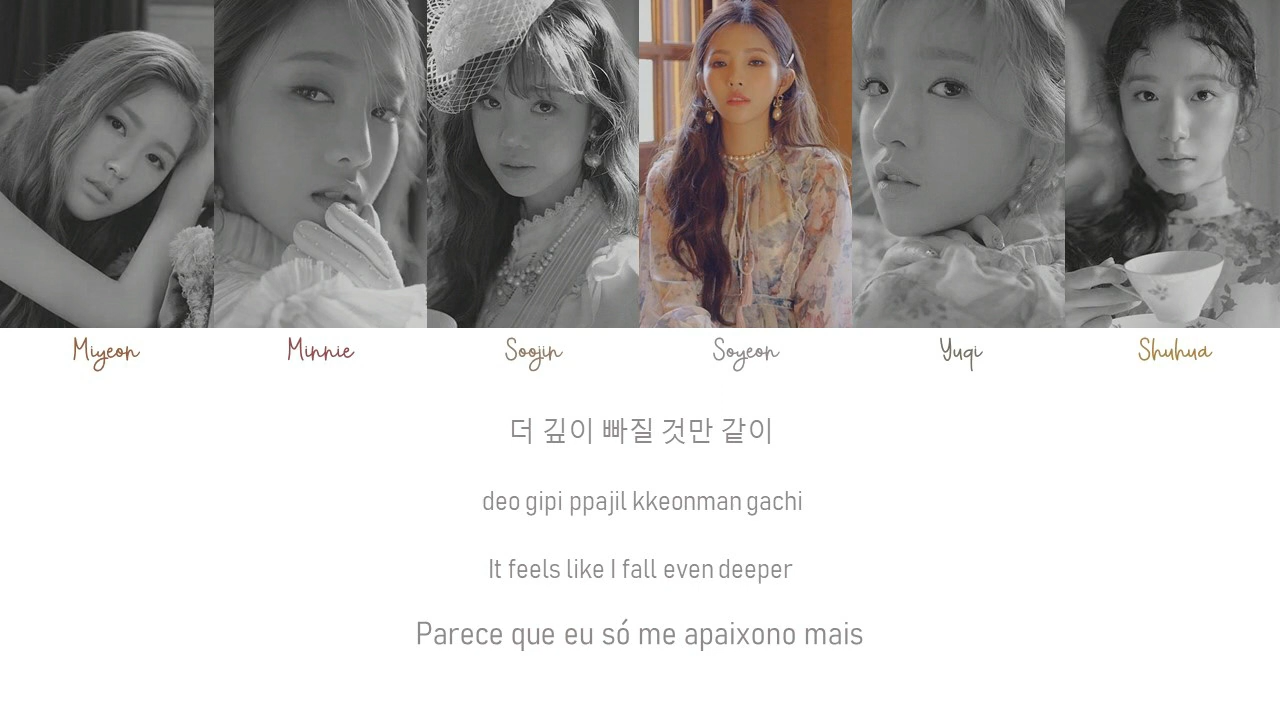 Miyeon Minnie Soojin Soyeon Yuqi Shuhua
더 깊이 빠질 것만 같이
deo gipi ppajil kkeonman gachi
It feels like I fall even deeper
Parece que eu só me apaixono mais